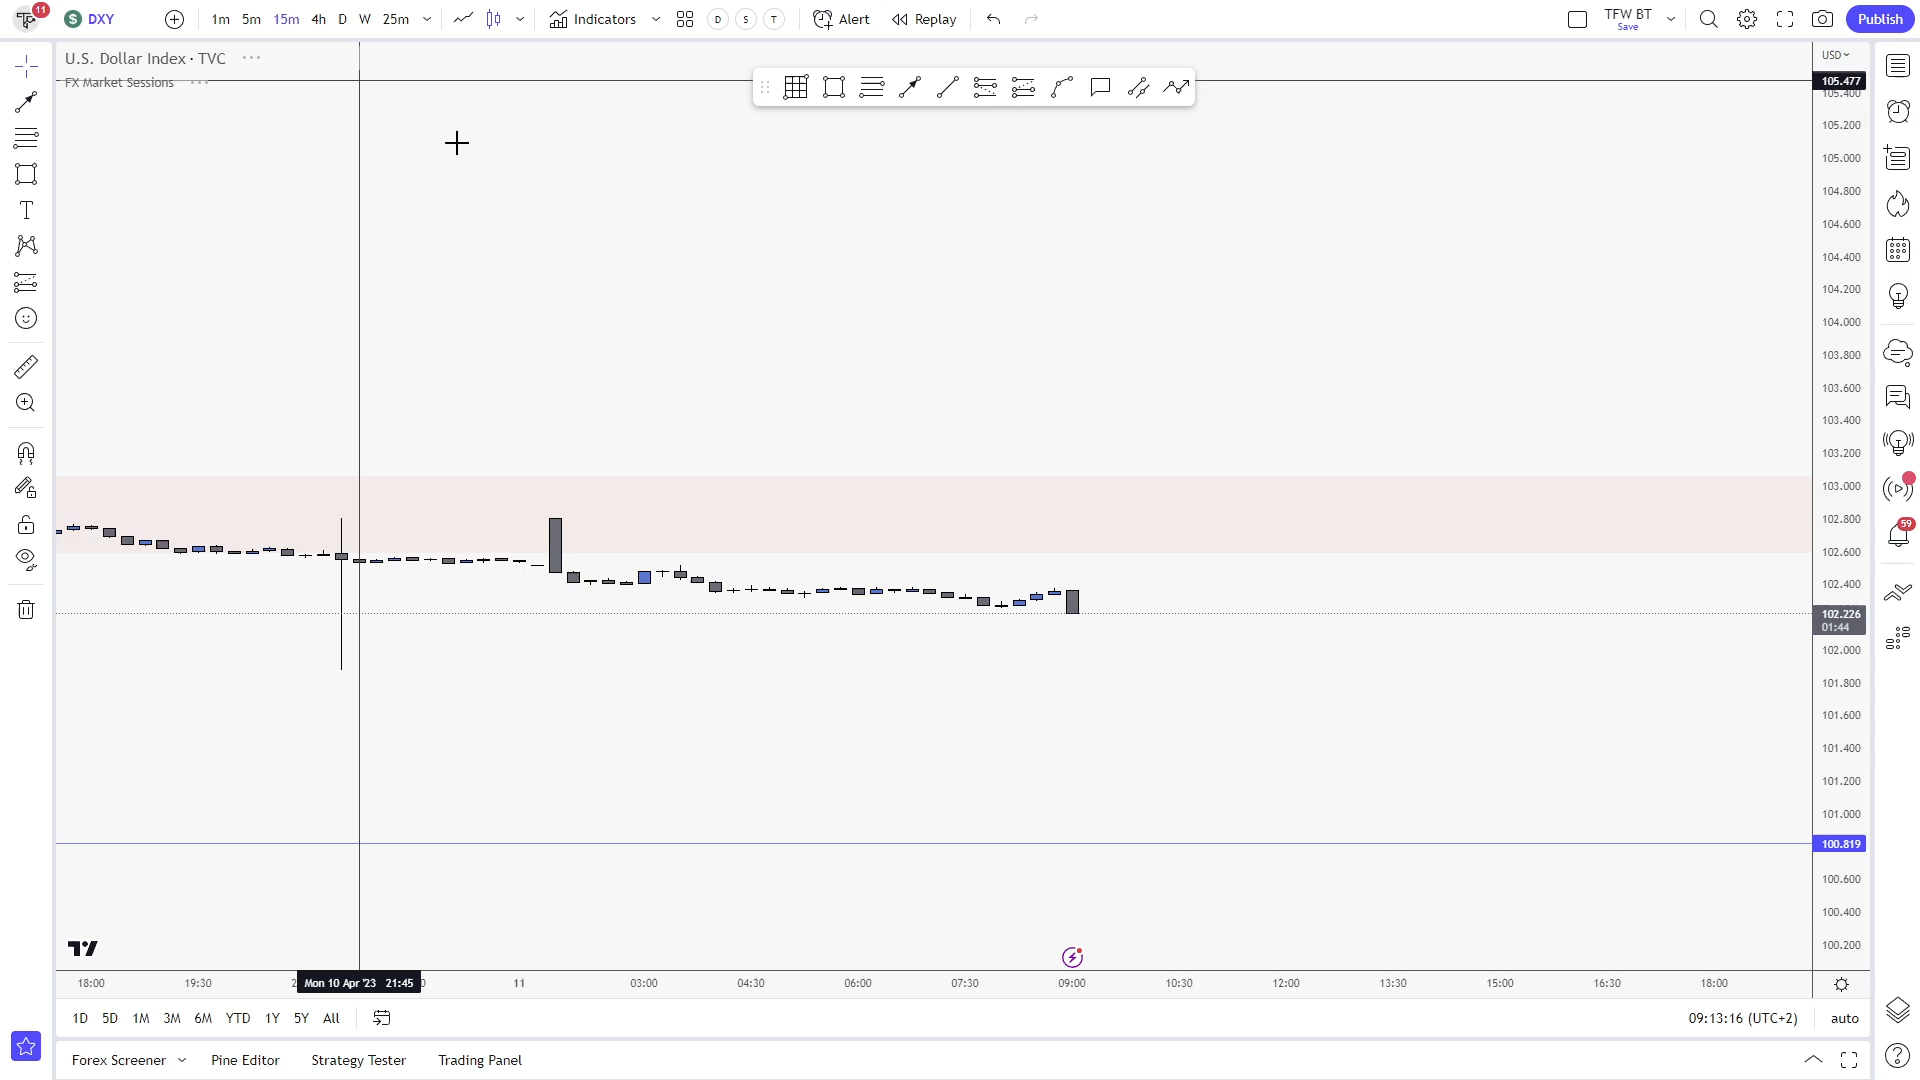 11
S DXY
1m 5m 15m 4h D W 25m
Indicators
D S T
Alert
Replay
TFW BT
Save
Publish
U.S. Dollar Index · TVC
FX Market Sessions
USD
105.477
105.400
105.200
105.000
104.800
104.600
104.400
104.200
104.000
103.800
103.600
103.400
103.200
103.000
102.800
102.600
102.400
102.226
01:44
102.000
101.800
101.600
101.400
101.200
101.000
100.819
100.600
100.400
100.200
59
18:00 19:30 Mon 10 Apr '23 21:45 11 03:00 04:30 06:00 07:30 09:00 10:30 12:00 13:30 15:00 16:30 18:00
1D 5D 1M 3M 6M YTD 1Y 5Y All
09:13:16 (UTC+2) auto
Forex Screener Pine Editor Strategy Tester Trading Panel